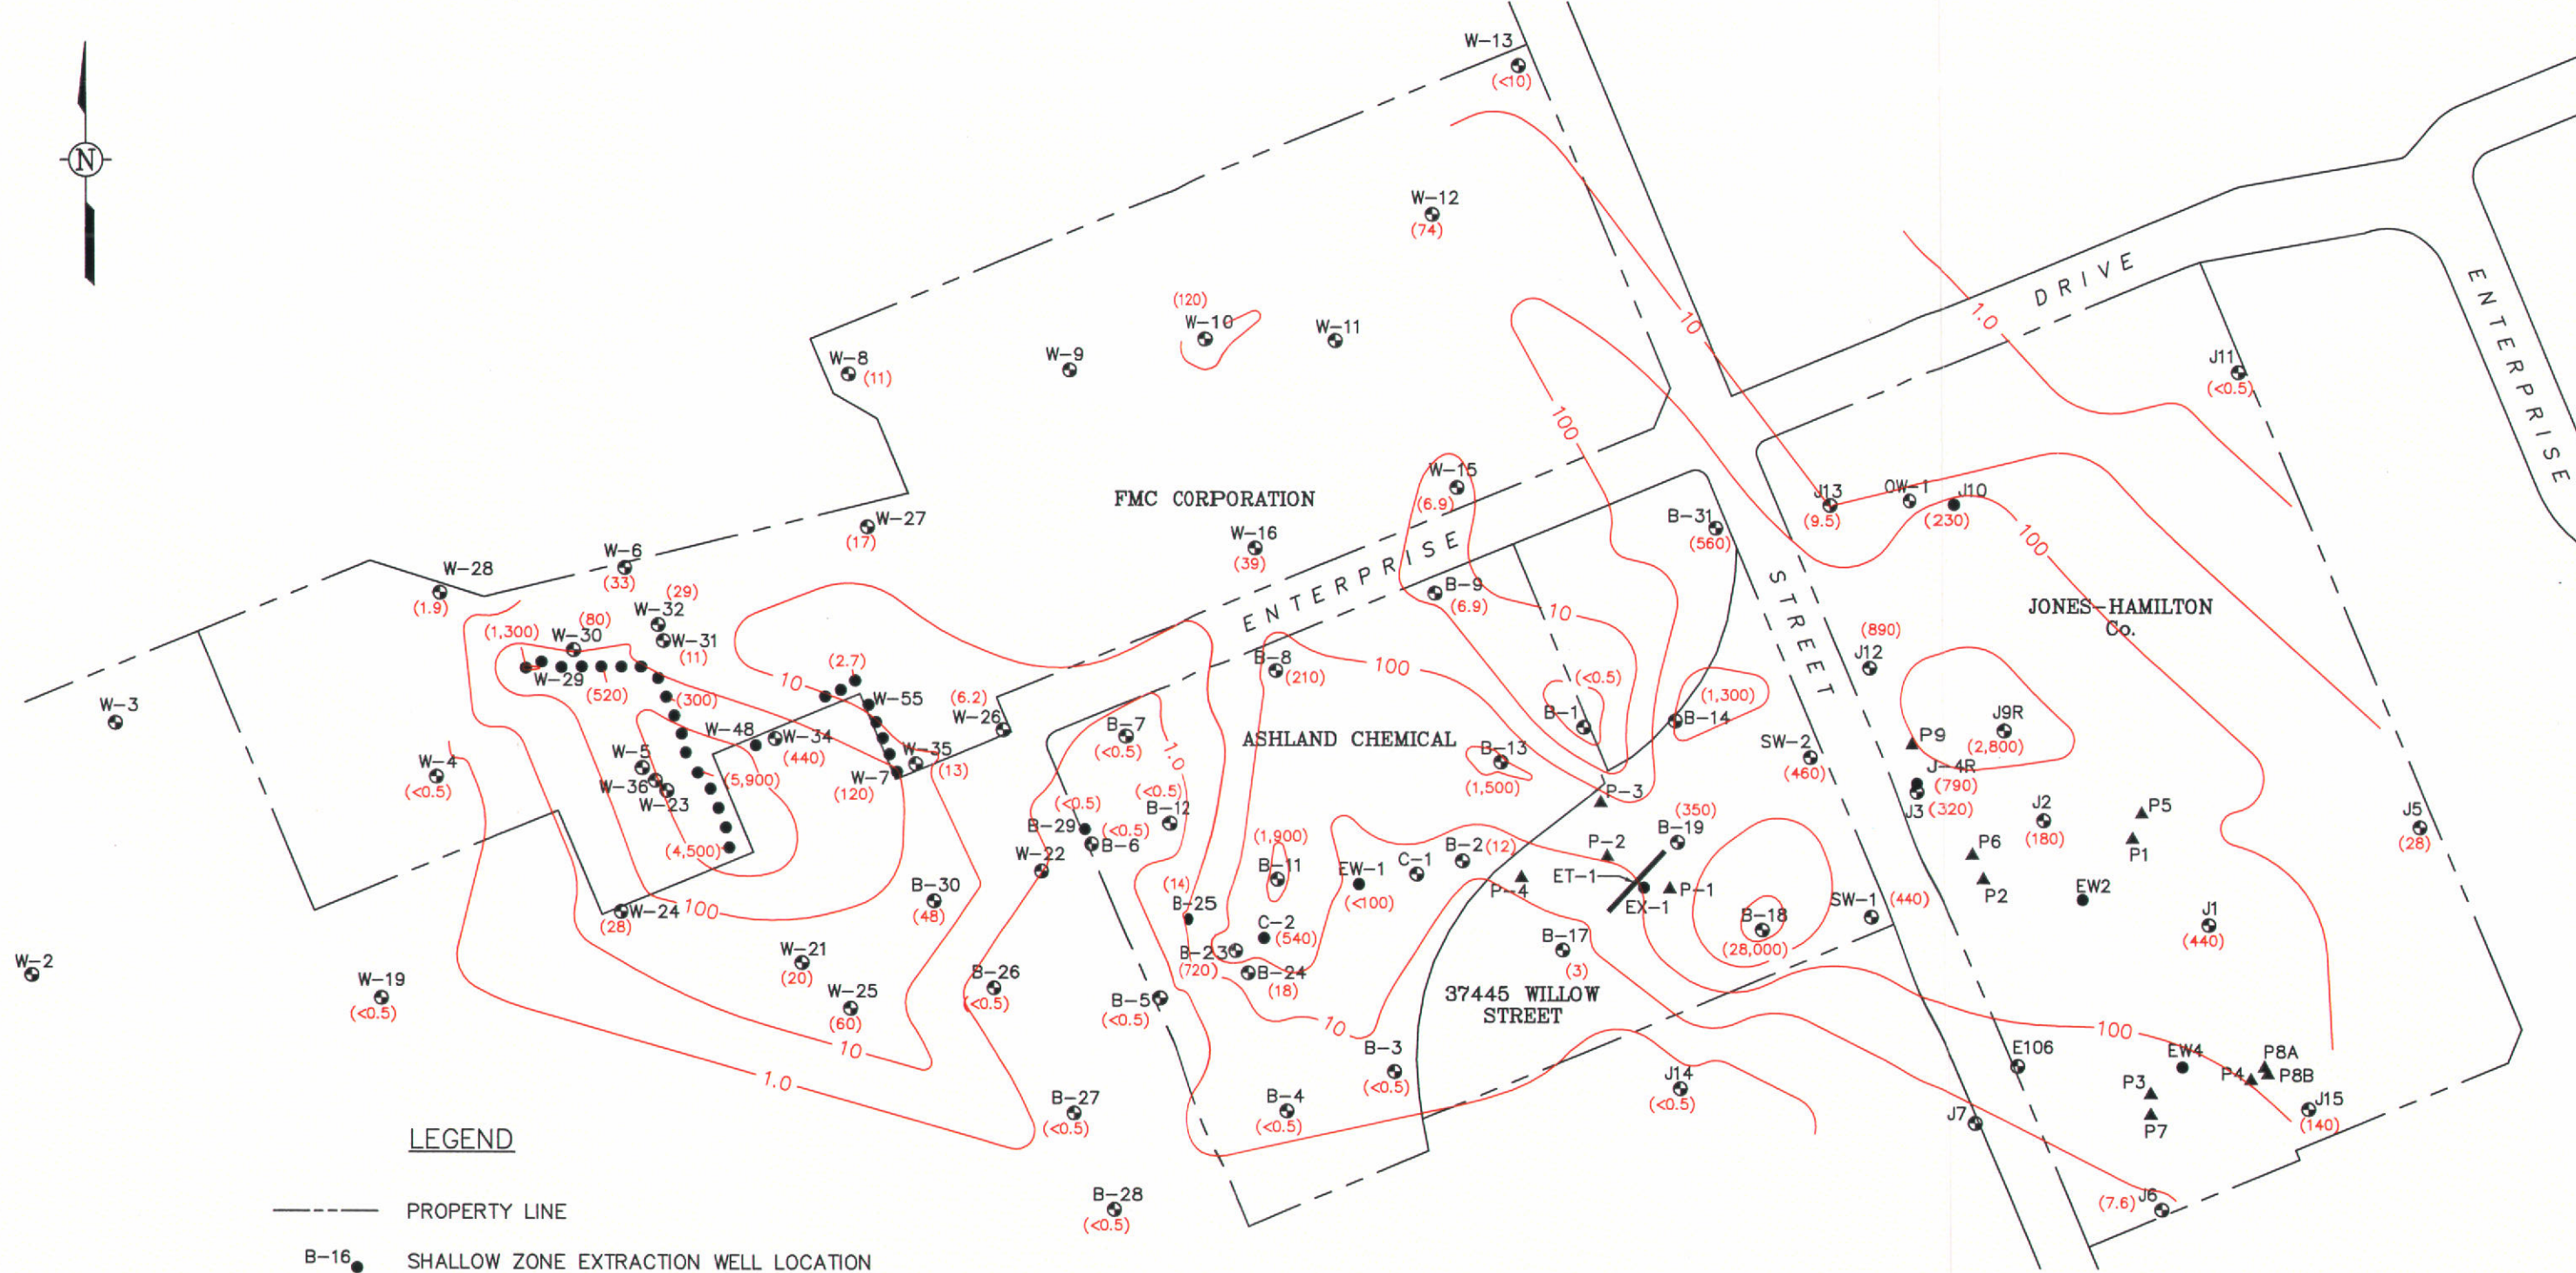 W-13
(<10)
N
W-12
(74)
DRIVE
ENTERPRISE
(120)
W-10
W-11
10
1.0
W-8
(11)
W-9
J11
(<0.5)
100
W-15
(6.9)
FMC CORPORATION
J13
(9.5)
OW-1
J10
(230)
W-27
(17)
W-16
(39)
ENTERPRISE
B-31
(560)
100
W-6
(33)
W-28
(1.9)
(29)
W-32
B-9
(6.9)
10
STREET
JONES-HAMILTON
Co.
(1,300)
(80)
W-30
W-31
(11)
(890)
J12
W-29
(520)
(2.7)
10
B-8
(210)
100
(<0.5)
(1,300)
W-3
(300)
W-55
(6.2)
W-26
B-7
(<0.5)
B-1
B-14
J9R
(2,800)
W-48
W-34
(440)
1.0
ASHLAND CHEMICAL
B-13
(1,500)
SW-2
(460)
P9
W-4
(<0.5)
W-5
W-36
W-23
(5,900)
W-35
(13)
W-7
(120)
J-4R
(790)
J3
(320)
P-3
(<0.5)
(<0.5)
B-12
(350)
B-19
J2
(180)
P5
J5
(28)
B-29
(<0.5)
B-6
(4,500)
W-22
(1,900)
B-11
EW-1
(<100)
C-1
B-2
(12)
P-2
P6
P1
B-30
(48)
(14)
B-25
P-4
ET-1
EX-1
P-1
P2
EW2
W-24
(28)
100
C-2
(540)
B-18
(28,000)
SW-1
(440)
J1
(440)
W-21
(20)
B-23
(720)
B-24
(18)
B-17
(3)
W-2
W-19
(<0.5)
W-25
(60)
B-26
(<0.5)
B-5
(<0.5)
37445 WILLOW
STREET
10
10
100
B-3
(<0.5)
E106
EW4
P8A
P8B
P4
1.0
J14
(<0.5)
P3
P7
J15
(140)
B-27
(<0.5)
B-4
(<0.5)
J7
LEGEND
B-28
(<0.5)
(7.6)
J6
PROPERTY LINE
B-16
SHALLOW ZONE EXTRACTION WELL LOCATION